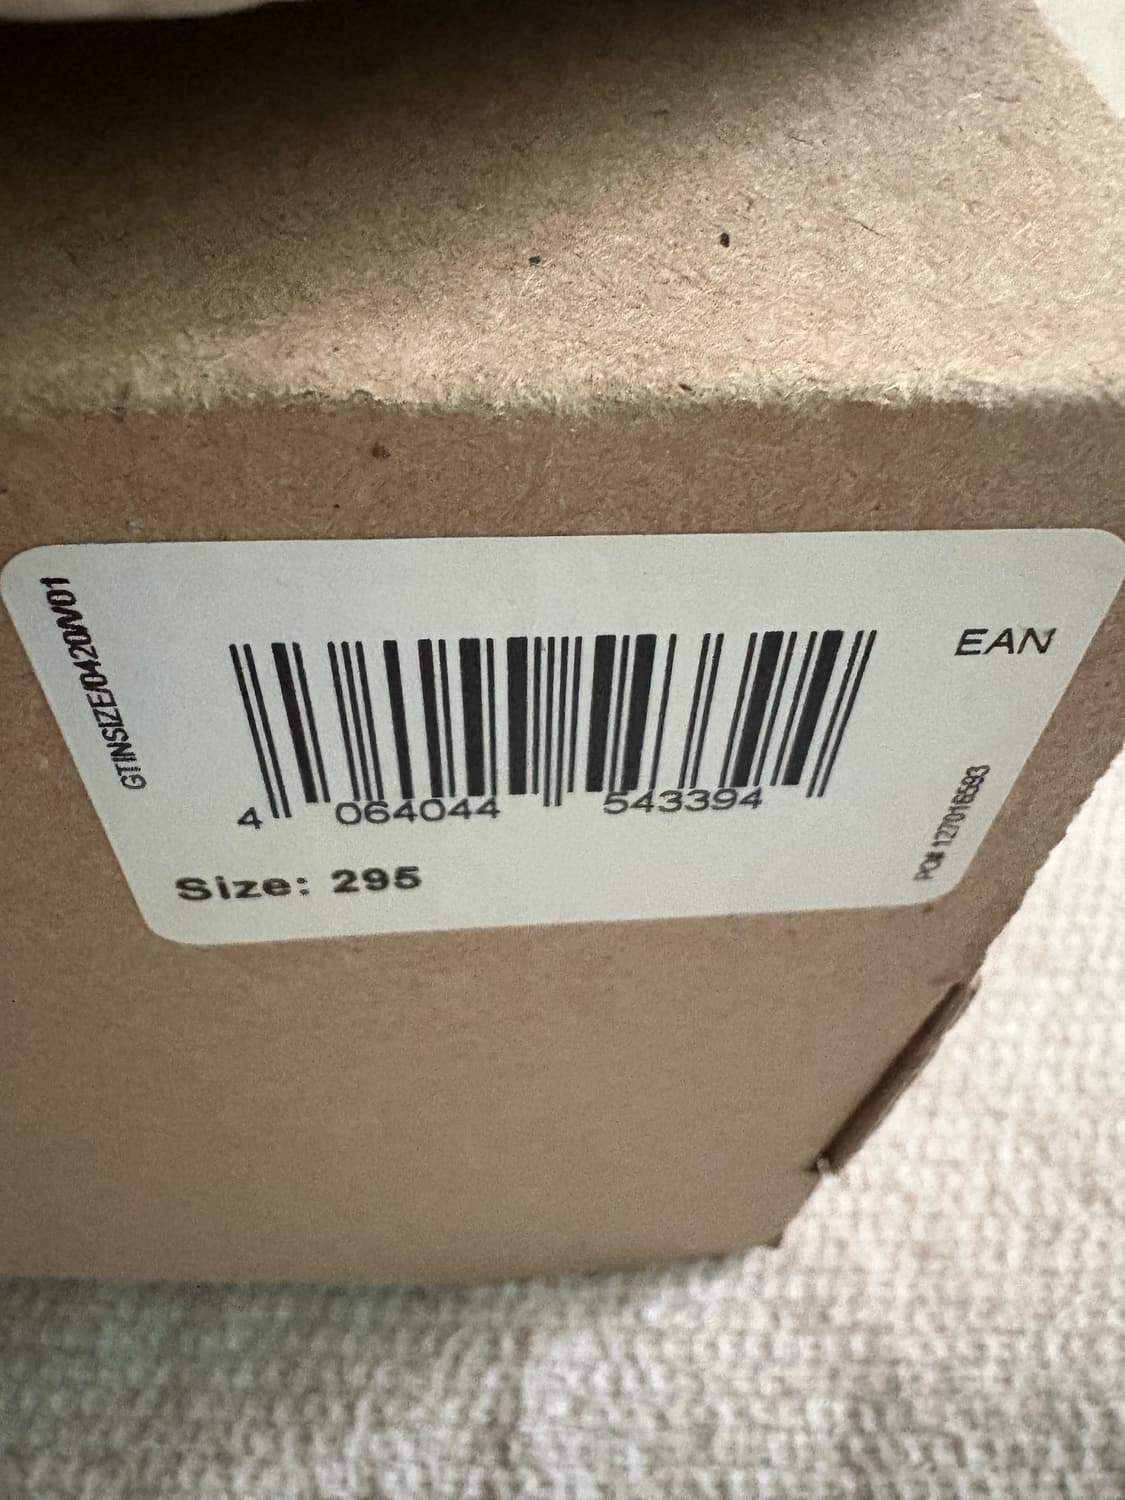 GTINSIZE/0420/V01
EAN
4 064044 543394
PO# 127016593
Size: 295